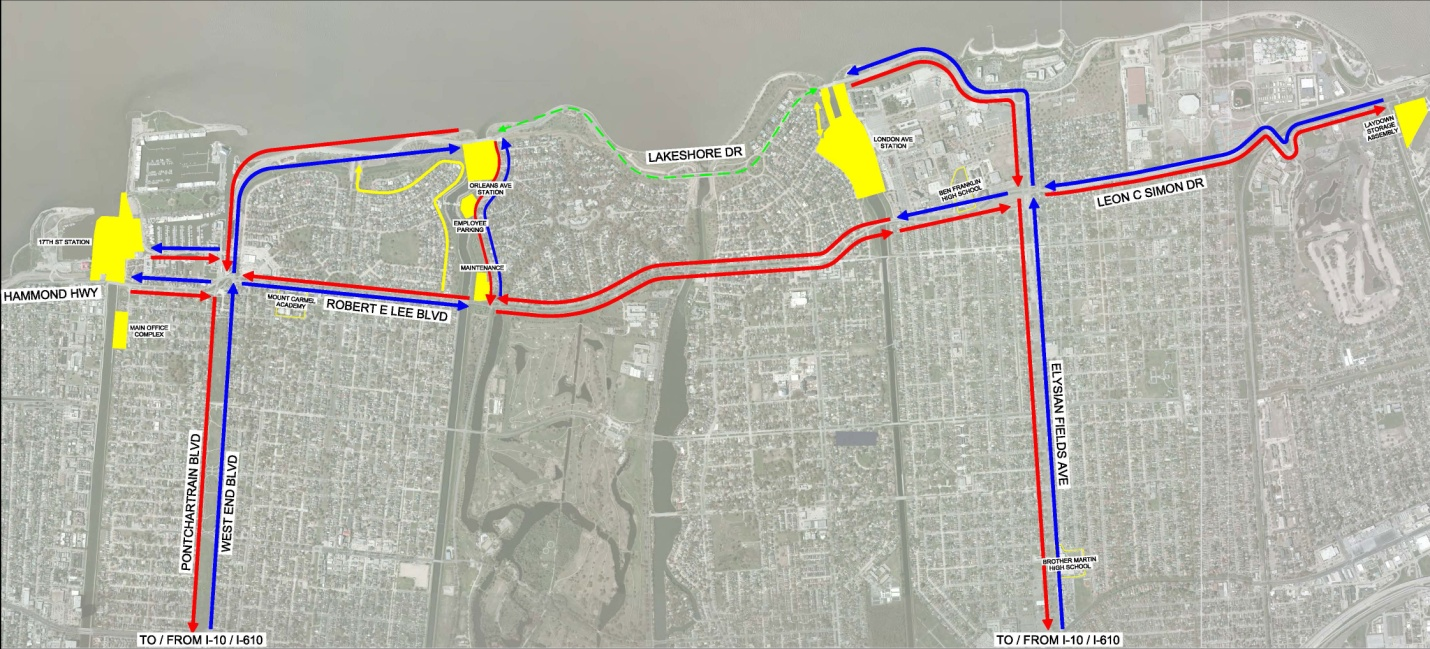 LAKESHORE DR
LONDON AVE
STATION
LAYDOWN
STORAGE
ASSEMBLY
ORLEANS AVE
STATION
BEN FRANKLIN
HIGH SCHOOL
LEON C SIMON DR
EMPLOYEE
PARKING
17TH ST STATION
MAINTENANCE
HAMMOND HWY
MOUNT CARMEL
ACADEMY
ROBERT E LEE BLVD
MAIN OFFICE
COMPLEX
PONTCHARTRAIN BLVD
WEST END BLVD
ELYSIAN FIELDS AVE
BROTHER MARTIN
HIGH SCHOOL
TO / FROM I-10 / I-610
TO / FROM I-10 / I-610